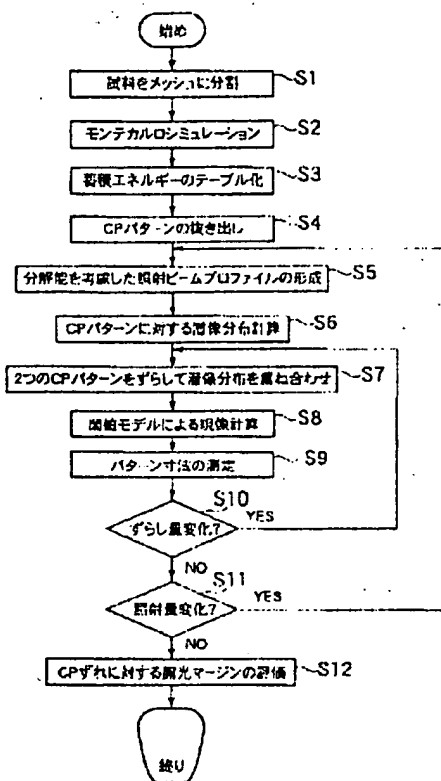 始め
試料をメッシュに分割 S1
モンテカルロシミュレーション S2
蓄積エネルギーのテーブル化 S3
CPパターンの抜き出し S4
分解能を考慮した照射ビームプロファイルの形成 S5
CPパターンに対する潜像分布計算 S6
2つのCPパターンをずらして潜像分布を重ね合わせ S7
閾値モデルによる現像計算 S8
パターン寸法の測定 S9
S10
ずらし量変化? YES
NO
S11
照射量変化? YES
NO
CPずれに対する露光マージンの評価 S12
終り